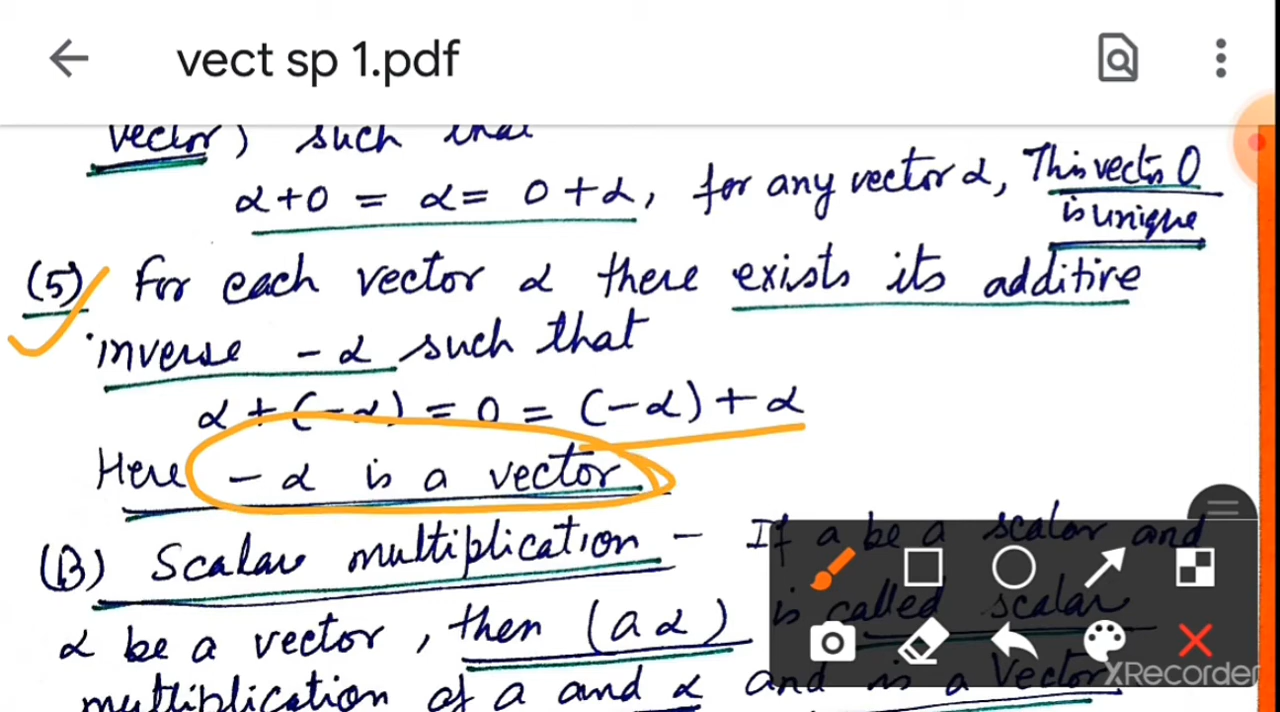 vect sp 1.pdf
vector) such that
α+0 = α = 0+α, for any vector α, This vector 0
is unique
(5) For each vector α there exists its additive
inverse -α such that
α+(-α) = 0 = (-α)+α
Here -α is a vector
(B) Scalar multiplication - If a be a scalar and
α be a vector, then (aα) is called scalar
multiplication of a and α and is a vector
XRecorder